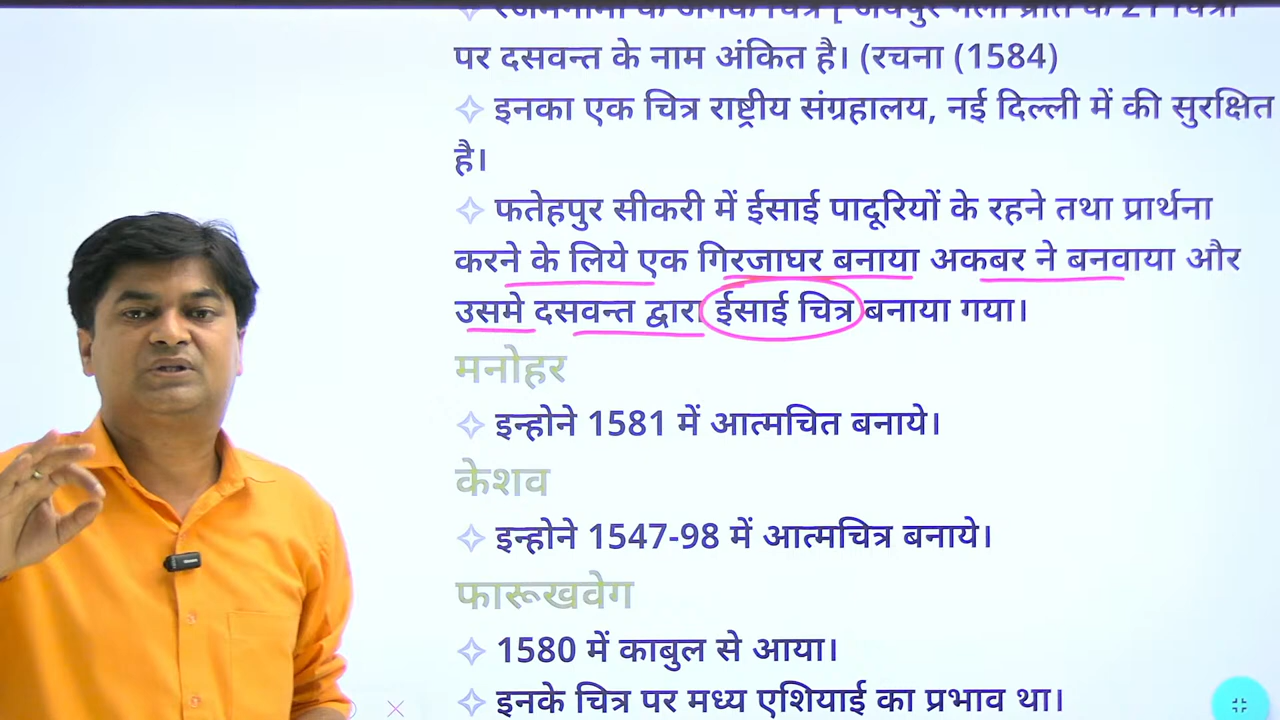 पर दसवन्त के नाम अंकित है। (रचना (1584)
✧ इनका एक चित्र राष्ट्रीय संग्रहालय, नई दिल्ली में की सुरक्षित
है।
✧ फतेहपुर सीकरी में ईसाई पादूरियों के रहने तथा प्रार्थना
करने के लिये एक गिरजाघर बनाया अकबर ने बनवाया और
उसमे दसवन्त द्वारा ईसाई चित्र बनाया गया।
मनोहर
✧ इन्होने 1581 में आत्मचित बनाये।
केशव
✧ इन्होने 1547-98 में आत्मचित्र बनाये।
फारूखवेग
✧ 1580 में काबुल से आया।
✧ इनके चित्र पर मध्य एशियाई का प्रभाव था।